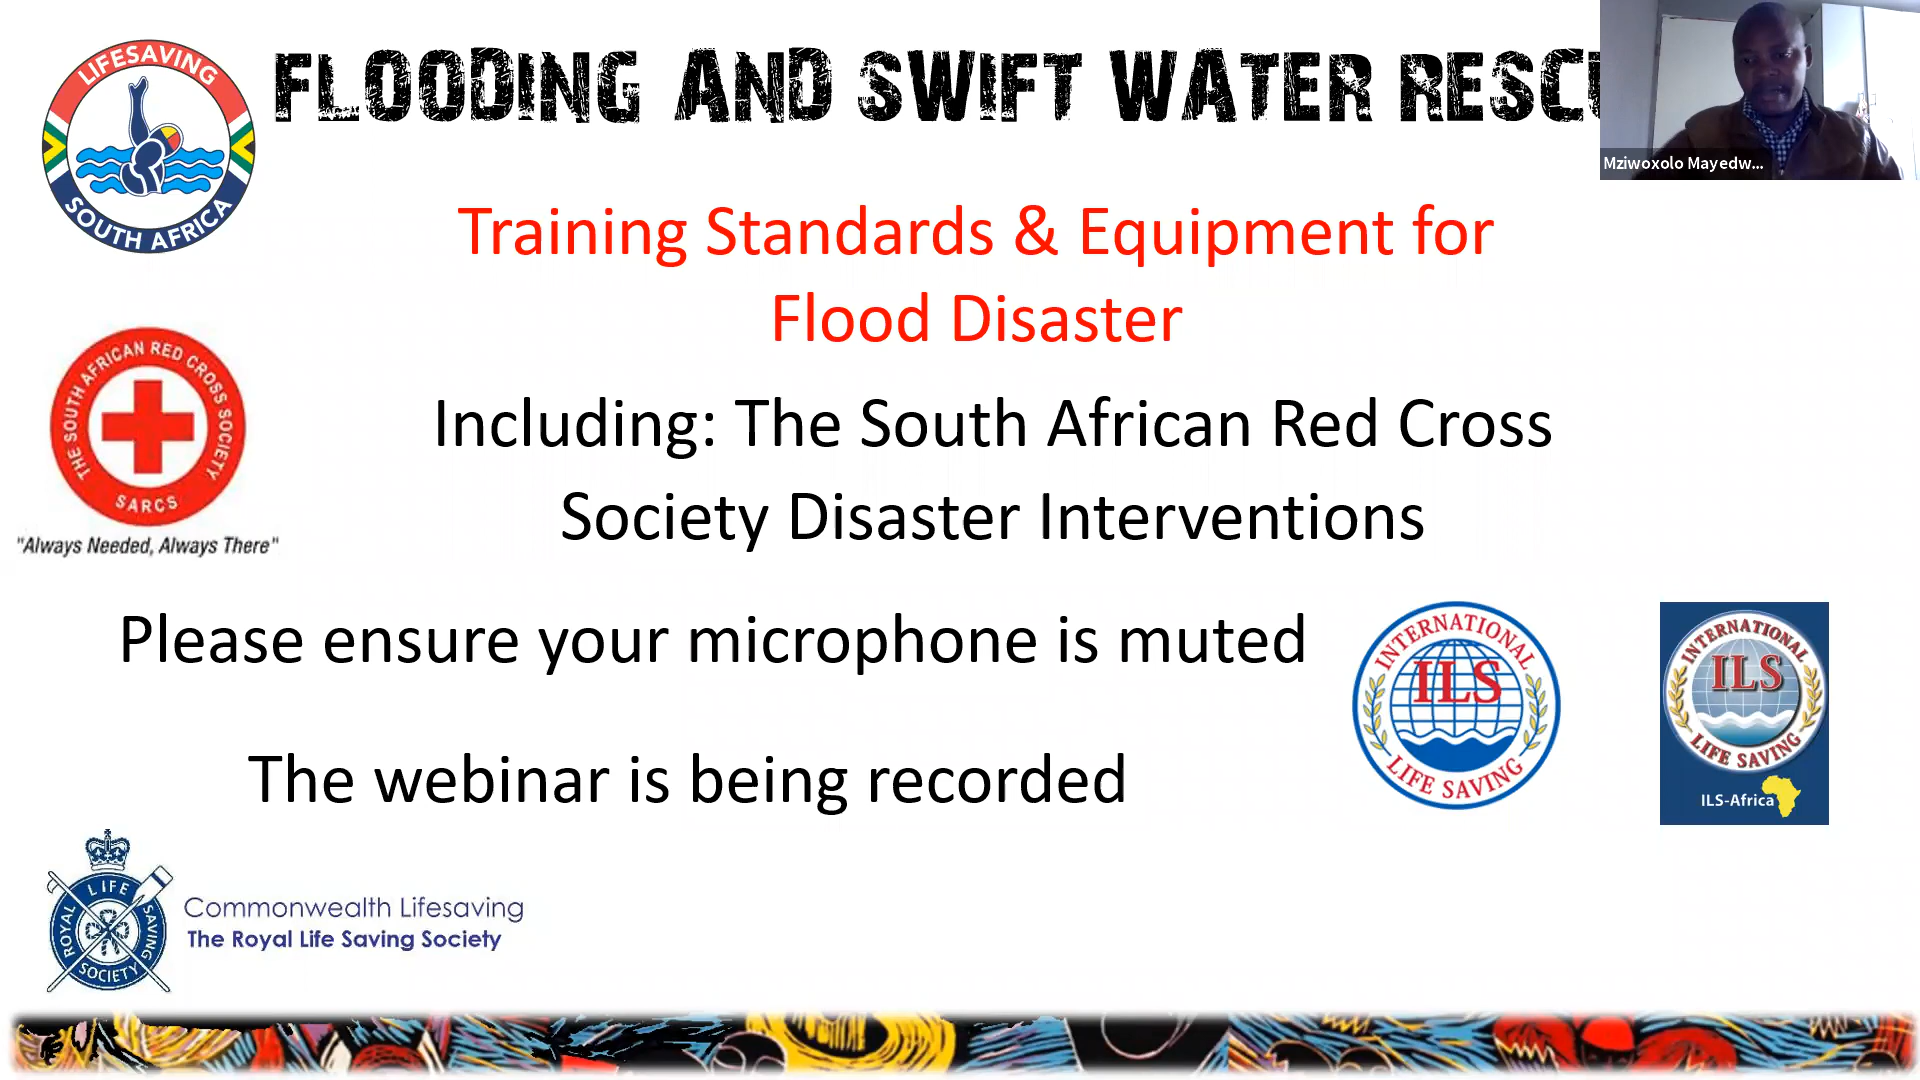 LIFESAVING
SOUTH AFRICA
FLOODING AND SWIFT WATER RESCU
Mziwoxolo Mayedw...
Training Standards & Equipment for
Flood Disaster
THE SOUTH AFRICAN RED CROSS SOCIETY
SARCS
"Always Needed, Always There"
Including: The South African Red Cross
Society Disaster Interventions
Please ensure your microphone is muted
INTERNATIONAL
ILS
LIFE SAVING
INTERNATIONAL
ILS
LIFE SAVING
ILS-Africa
The webinar is being recorded
ROYAL LIFE SAVING
SOCIETY
Commonwealth Lifesaving
The Royal Life Saving Society